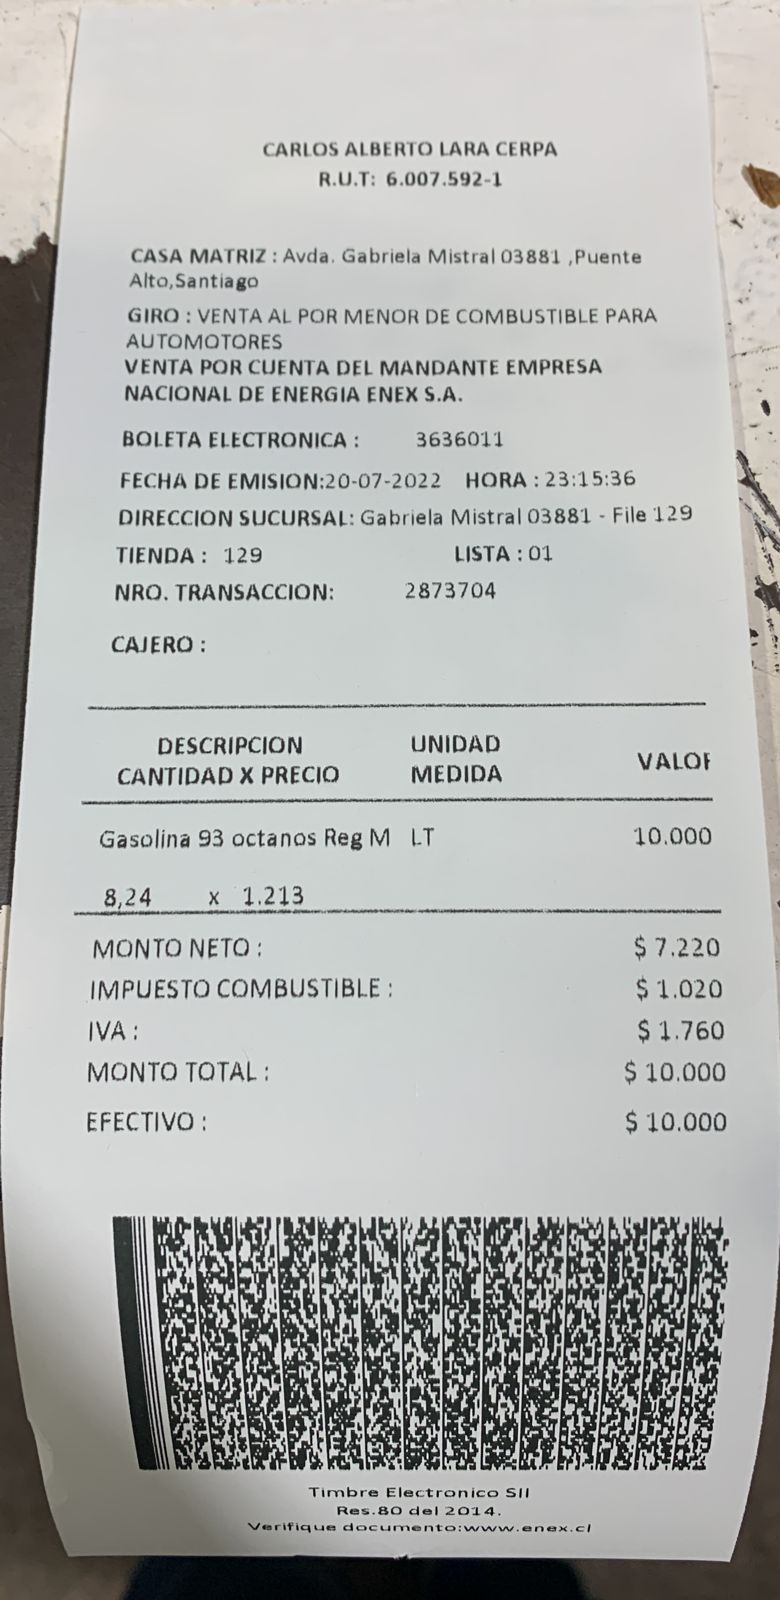 CARLOS ALBERTO LARA CERPA
R.U.T: 6.007.592-1
CASA MATRIZ : Avda. Gabriela Mistral 03881 ,Puente
Alto,Santiago
GIRO : VENTA AL POR MENOR DE COMBUSTIBLE PARA
AUTOMOTORES
VENTA POR CUENTA DEL MANDANTE EMPRESA
NACIONAL DE ENERGIA ENEX S.A.
BOLETA ELECTRONICA : 3636011
FECHA DE EMISION:20-07-2022 HORA : 23:15:36
DIRECCION SUCURSAL: Gabriela Mistral 03881 - File 129
TIENDA : 129 LISTA : 01
NRO. TRANSACCION: 2873704
CAJERO :
DESCRIPCION UNIDAD
CANTIDAD X PRECIO MEDIDA VALOR
Gasolina 93 octanos Reg M LT 10.000
8,24 x 1.213
MONTO NETO : $ 7.220
IMPUESTO COMBUSTIBLE : $ 1.020
IVA : $ 1.760
MONTO TOTAL : $ 10.000
EFECTIVO : $ 10.000
Timbre Electronico SII
Res.80 del 2014.
Verifique documento:www.enex.cl